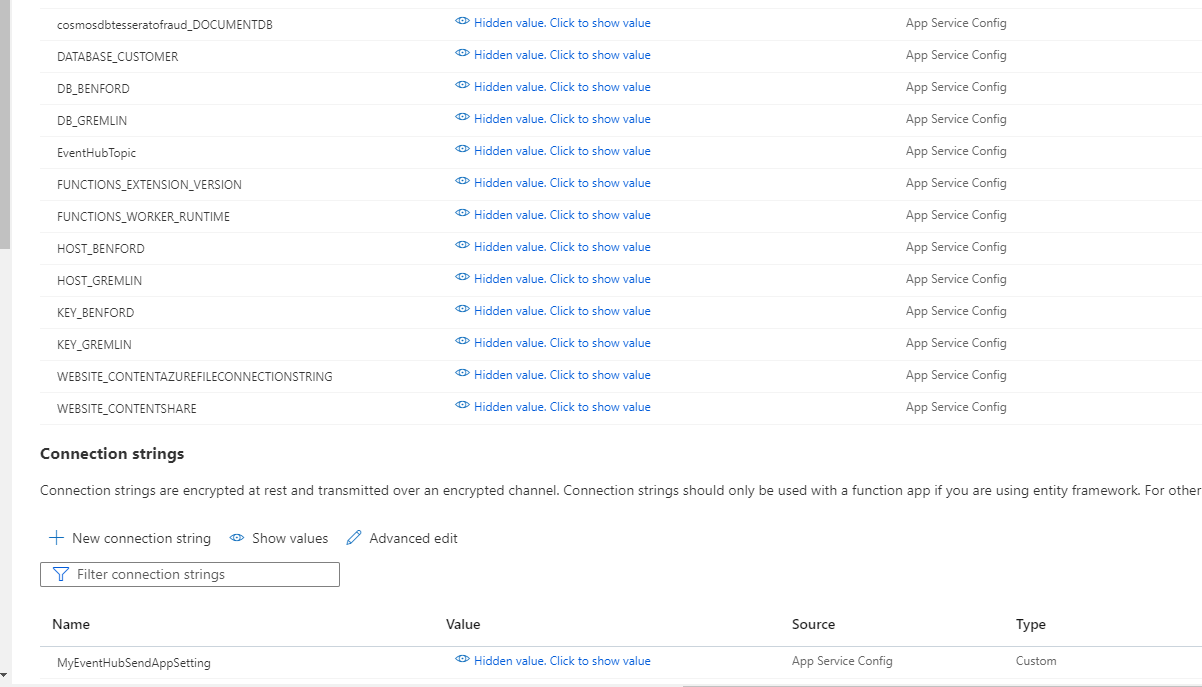 cosmosdbtesseratofraud_DOCUMENTDB Hidden value. Click to show value App Service Config
DATABASE_CUSTOMER Hidden value. Click to show value App Service Config
DB_BENFORD Hidden value. Click to show value App Service Config
DB_GREMLIN Hidden value. Click to show value App Service Config
EventHubTopic Hidden value. Click to show value App Service Config
FUNCTIONS_EXTENSION_VERSION Hidden value. Click to show value App Service Config
FUNCTIONS_WORKER_RUNTIME Hidden value. Click to show value App Service Config
HOST_BENFORD Hidden value. Click to show value App Service Config
HOST_GREMLIN Hidden value. Click to show value App Service Config
KEY_BENFORD Hidden value. Click to show value App Service Config
KEY_GREMLIN Hidden value. Click to show value App Service Config
WEBSITE_CONTENTAZUREFILECONNECTIONSTRING Hidden value. Click to show value App Service Config
WEBSITE_CONTENTSHARE Hidden value. Click to show value App Service Config
Connection strings
Connection strings are encrypted at rest and transmitted over an encrypted channel. Connection strings should only be used with a function app if you are using entity framework. For other
New connection string Show values Advanced edit
Filter connection strings
Name Value Source Type
MyEventHubSendAppSetting Hidden value. Click to show value App Service Config Custom